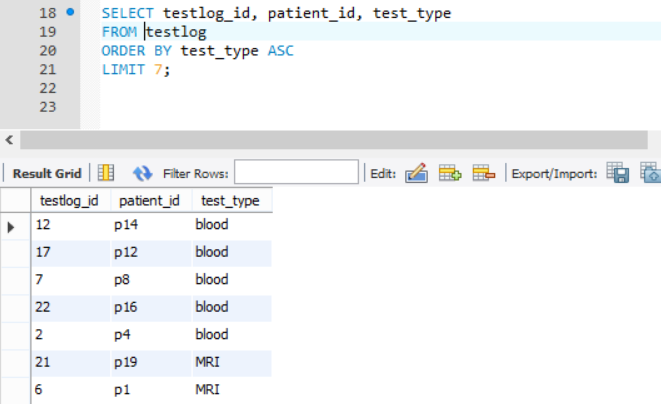 18 SELECT testlog_id, patient_id, test_type
19 FROM testlog
20 ORDER BY test_type ASC
21 LIMIT 7;
22
23
Result Grid Filter Rows: Edit: Export/Import:
testlog_id patient_id test_type
12 p14 blood
17 p12 blood
7 p8 blood
22 p16 blood
2 p4 blood
21 p19 MRI
6 p1 MRI